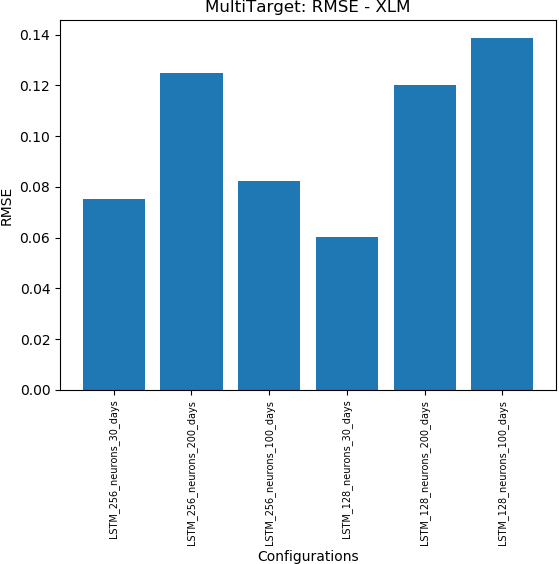 MultiTarget: RMSE - XLM
0.14
0.12
0.10
0.08
0.06
0.04
0.02
0.00
RMSE
LSTM_256_neurons_30_days
LSTM_256_neurons_200_days
LSTM_256_neurons_100_days
LSTM_128_neurons_30_days
LSTM_128_neurons_200_days
LSTM_128_neurons_100_days
Configurations